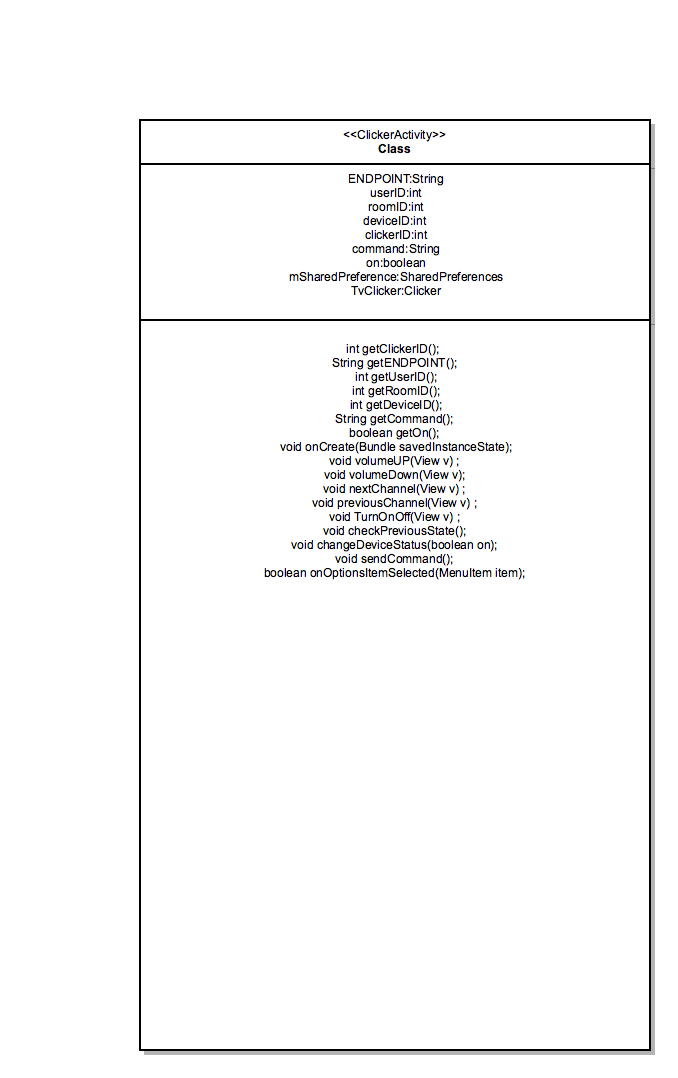 <<ClickerActivity>>
Class
ENDPOINT:String
userID:int
roomID:int
deviceID:int
clickerID:int
command:String
on:boolean
mSharedPreference:SharedPreferences
TvClicker:Clicker
int getClickerID();
String getENDPOINT();
int getUserID();
int getRoomID();
int getDeviceID();
String getCommand();
boolean getOn();
void onCreate(Bundle savedInstanceState);
void volumeUP(View v) ;
void volumeDown(View v);
void nextChannel(View v) ;
void previousChannel(View v) ;
void TurnOnOff(View v) ;
void checkPreviousState();
void changeDeviceStatus(boolean on);
void sendCommand();
boolean onOptionsItemSelected(MenuItem item);